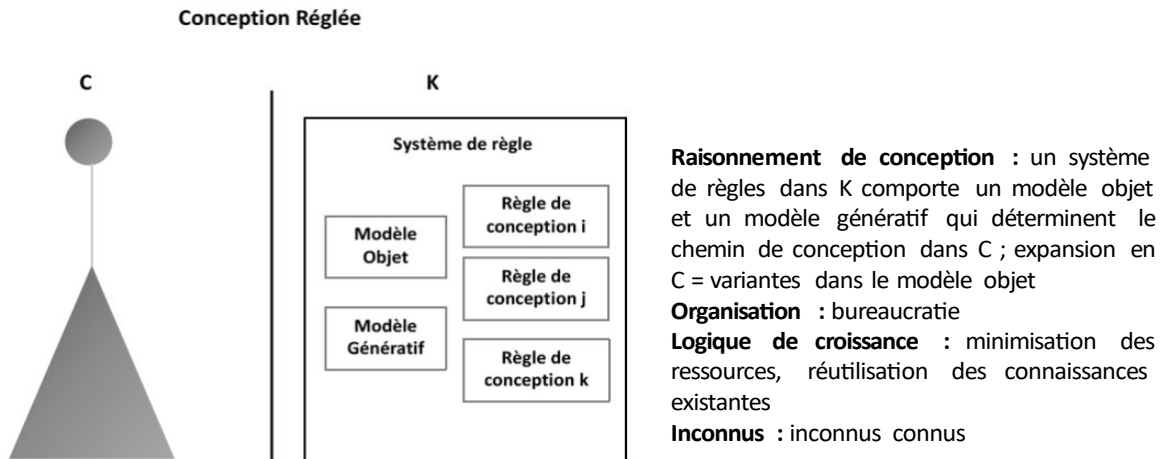 Conception Réglée
C
K
Système de règle
Modèle
Objet
Modèle
Génératif
Règle de
conception i
Règle de
conception j
Règle de
conception k
Raisonnement de conception : un système
de règles dans K comporte un modèle objet
et un modèle génératif qui déterminent le
chemin de conception dans C ; expansion en
C = variantes dans le modèle objet
Organisation : bureaucratie
Logique de croissance : minimisation des
ressources, réutilisation des connaissances
existantes
Inconnus : inconnus connus